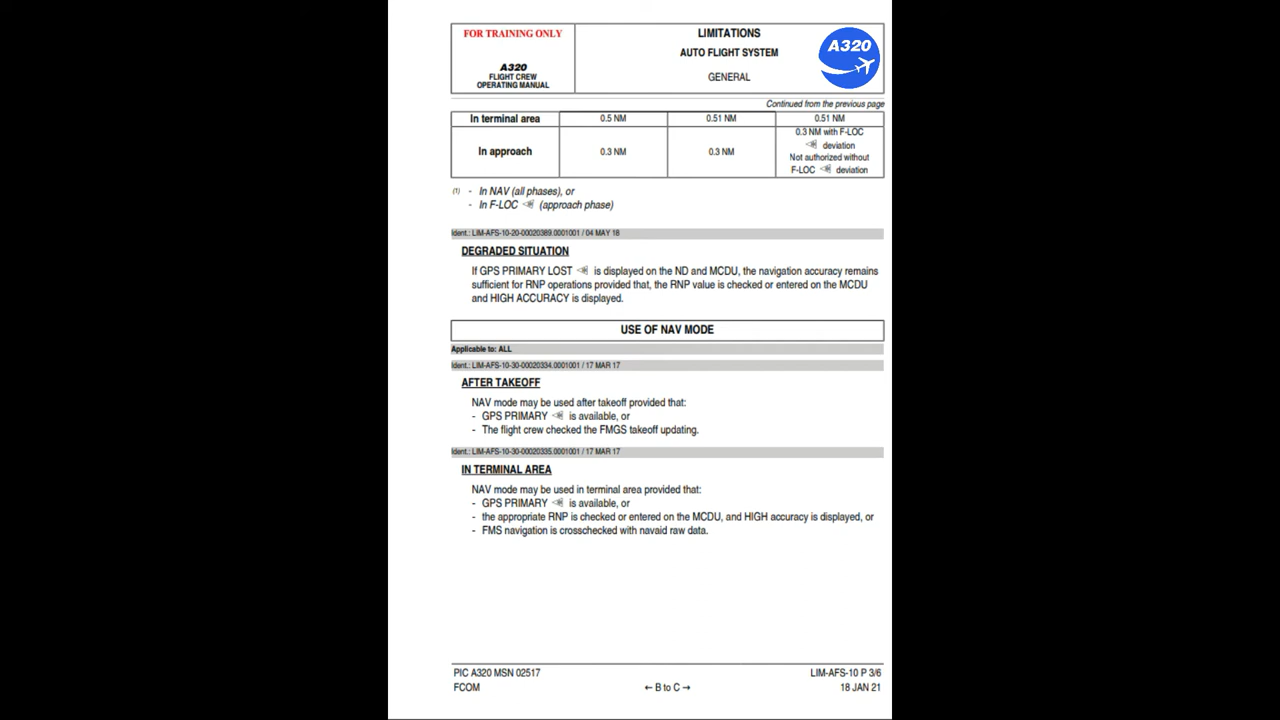 FOR TRAINING ONLY
A320
FLIGHT CREW
OPERATING MANUAL
LIMITATIONS
AUTO FLIGHT SYSTEM
GENERAL
A320
Continued from the previous page
In terminal area 0.5 NM 0.51 NM 0.51 NM
In approach 0.3 NM 0.3 NM 0.3 NM with F-LOC
deviation
Not authorized without
F-LOC deviation
(1) - In NAV (all phases), or
- In F-LOC (approach phase)
Ident.: LIM-AFS-10-20-00020389.0001001 / 04 MAY 16
DEGRADED SITUATION
If GPS PRIMARY LOST is displayed on the ND and MCDU, the navigation accuracy remains
sufficient for RNP operations provided that, the RNP value is checked or entered on the MCDU
and HIGH ACCURACY is displayed.
USE OF NAV MODE
Applicable to: ALL
Ident.: LIM-AFS-10-30-00020334.0001001 / 17 MAR 17
AFTER TAKEOFF
NAV mode may be used after takeoff provided that:
- GPS PRIMARY is available, or
- The flight crew checked the FMGS takeoff updating.
Ident.: LIM-AFS-10-30-00020335.0001001 / 17 MAR 17
IN TERMINAL AREA
NAV mode may be used in terminal area provided that:
- GPS PRIMARY is available, or
- the appropriate RNP is checked or entered on the MCDU, and HIGH accuracy is displayed, or
- FMS navigation is crosschecked with navaid raw data.
PIC A320 MSN 02517 LIM-AFS-10 P 3/6
FCOM ← B to C → 18 JAN 21